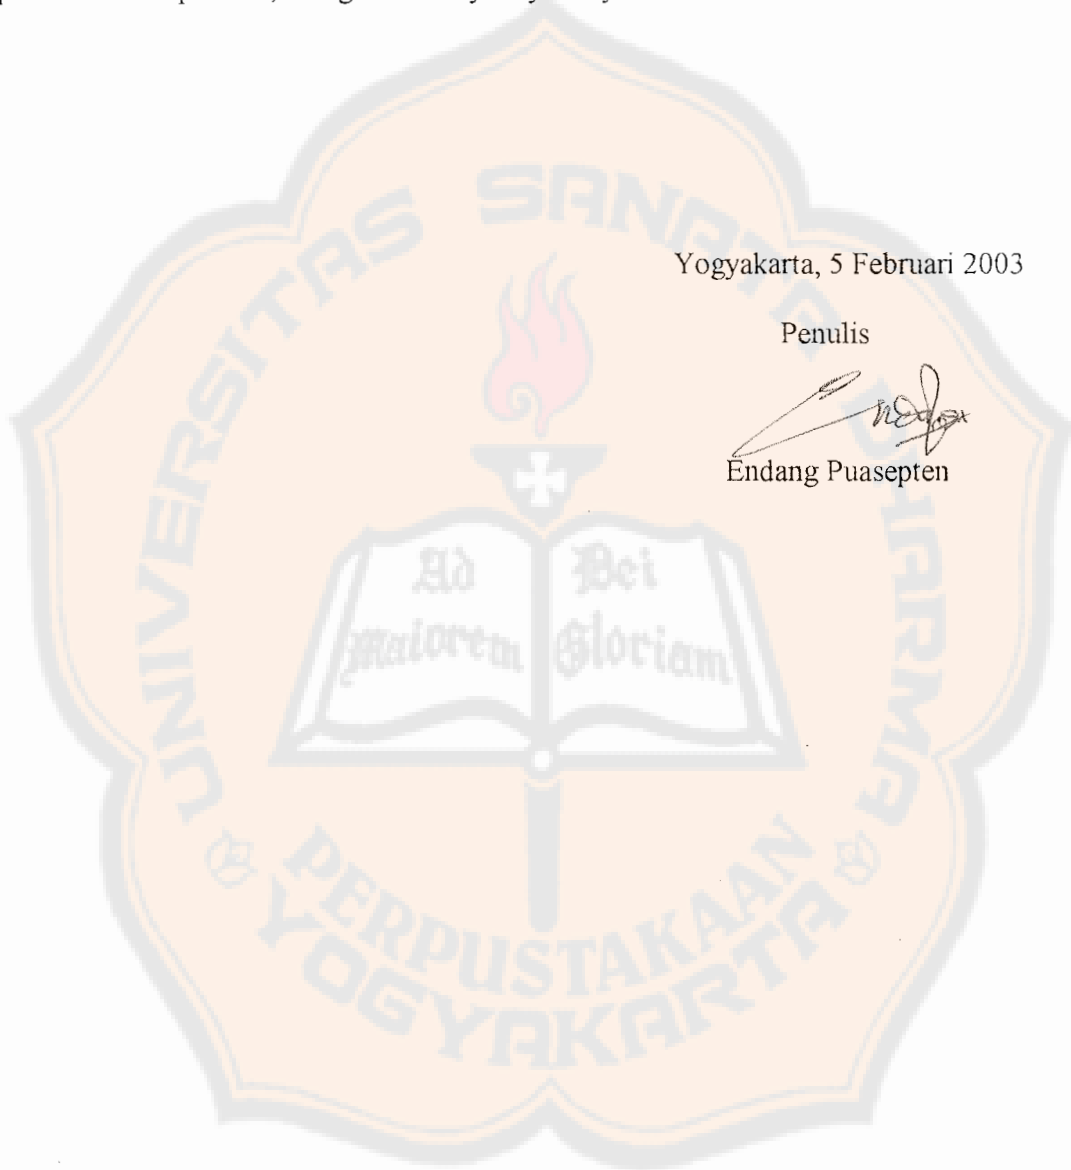 Yogyakarta, 5 Februari 2003
Penulis
Endang Puasepten
UNIVERSITAS SANATA DHARMA
Ad Dei
Maiorem Gloriam
PERPUSTAKAAN
YOGYAKARTA